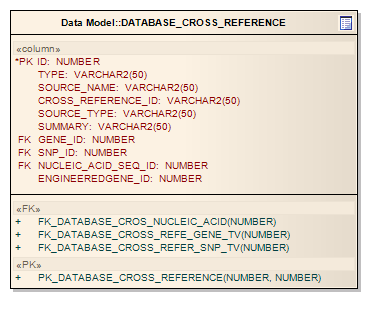 Data Model::DATABASE_CROSS_REFERENCE
«column»
*PK ID: NUMBER
TYPE: VARCHAR2(50)
SOURCE_NAME: VARCHAR2(50)
CROSS_REFERENCE_ID: VARCHAR2(50)
SOURCE_TYPE: VARCHAR2(50)
SUMMARY: VARCHAR2(50)
FK GENE_ID: NUMBER
FK SNP_ID: NUMBER
FK NUCLEIC_ACID_SEQ_ID: NUMBER
ENGINEEREDGENE_ID: NUMBER
«FK»
+ FK_DATABASE_CROS_NUCLEIC_ACID(NUMBER)
+ FK_DATABASE_CROSS_REFE_GENE_TV(NUMBER)
+ FK_DATABASE_CROSS_REFER_SNP_TV(NUMBER)
«PK»
+ PK_DATABASE_CROSS_REFERENCE(NUMBER, NUMBER)